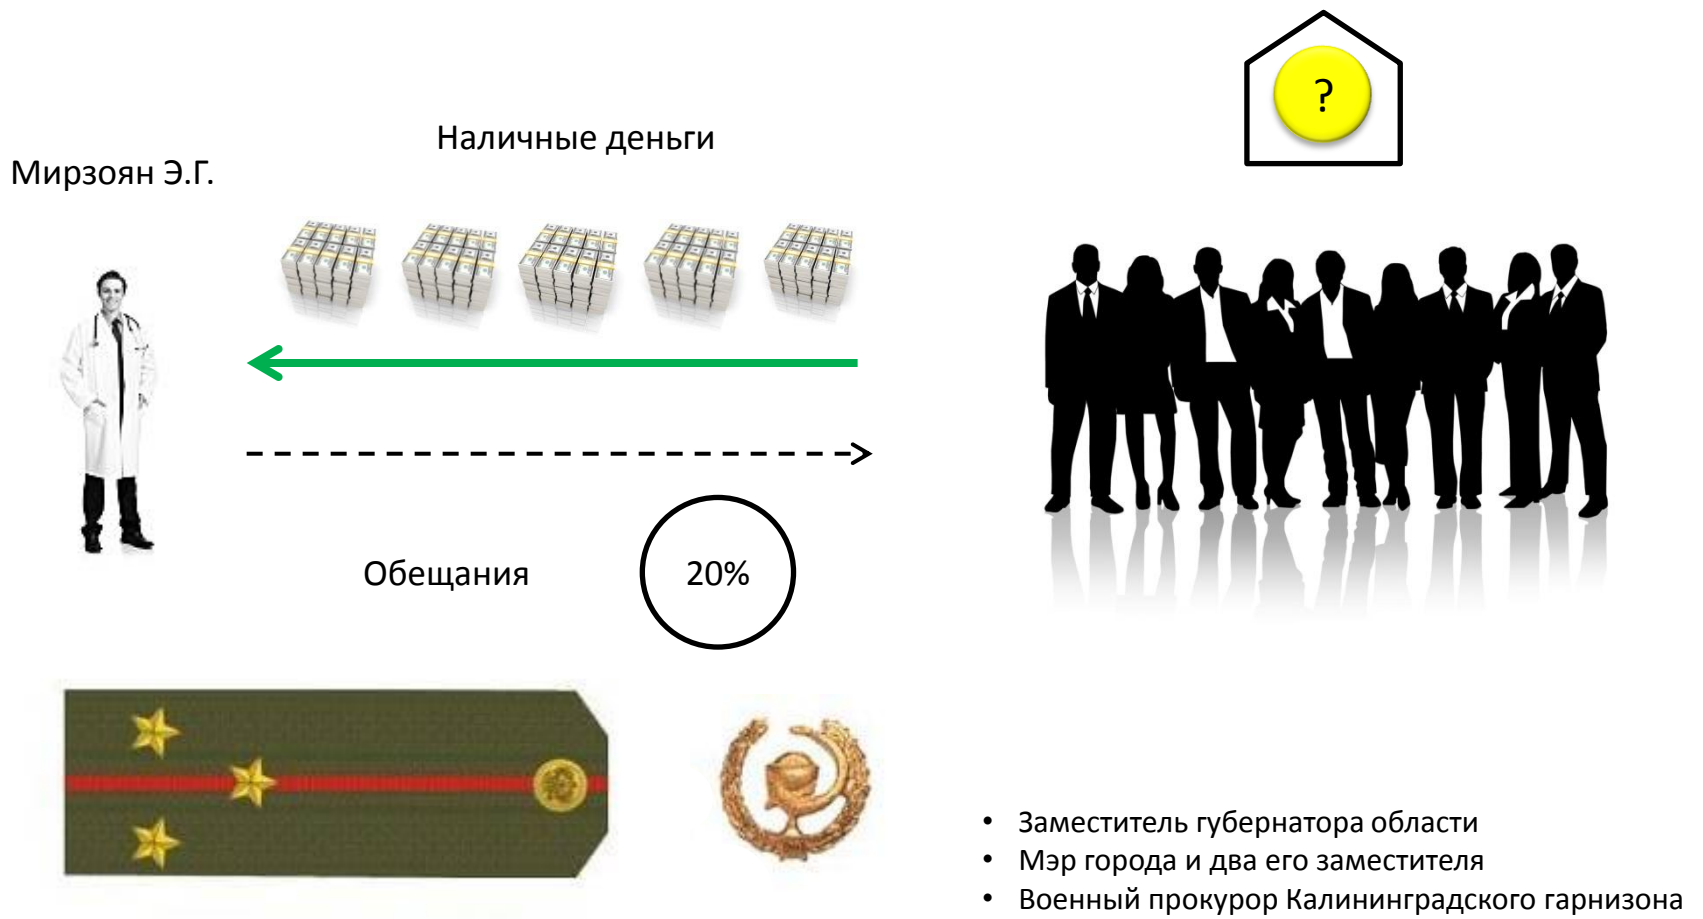 ?
Наличные деньги
Мирзоян Э.Г.
Обещания
20%
• Заместитель губернатора области
• Мэр города и два его заместителя
• Военный прокурор Калининградского гарнизона